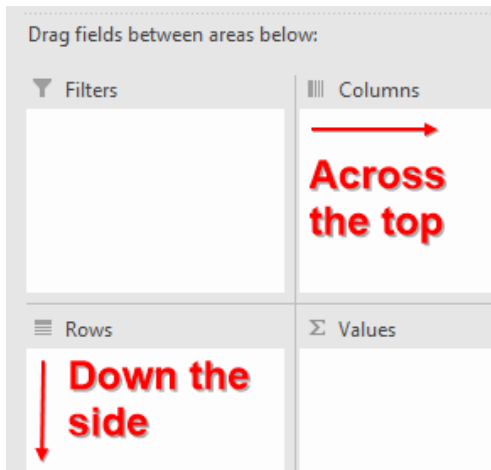 Drag fields between areas below:
Filters
Columns
Across
the top
Rows
Σ Values
Down the
side